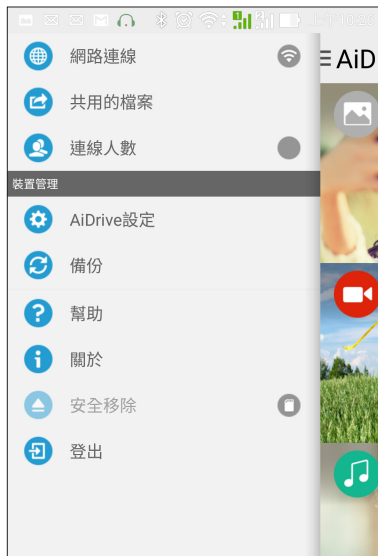 網路連線
AiD
共用的檔案
連線人數
裝置管理
AiDrive設定
備份
幫助
關於
安全移除
登出